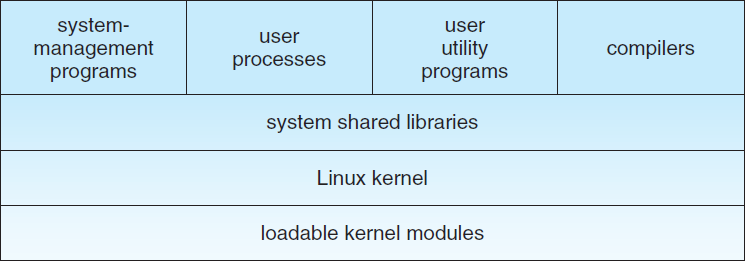 system-
management
programs
user
processes
user
utility
programs
compilers
system shared libraries
Linux kernel
loadable kernel modules